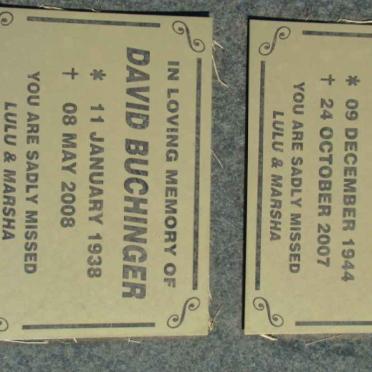 * 09 DECEMBER 1944
† 24 OCTOBER 2007
YOU ARE SADLY MISSED
LULU & MARSHA
IN LOVING MEMORY OF
DAVID BUCHINGER
* 11 JANUARY 1938
† 08 MAY 2008
YOU ARE SADLY MISSED
LULU & MARSHA